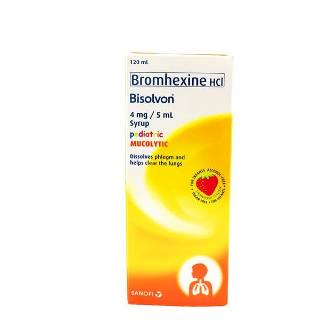 120 mL
Bromhexine HCl
Bisolvon®
4 mg / 5 mL
Syrup
pediatric
MUCOLYTIC
Dissolves phlegm and
helps clear the lungs
SANOFI